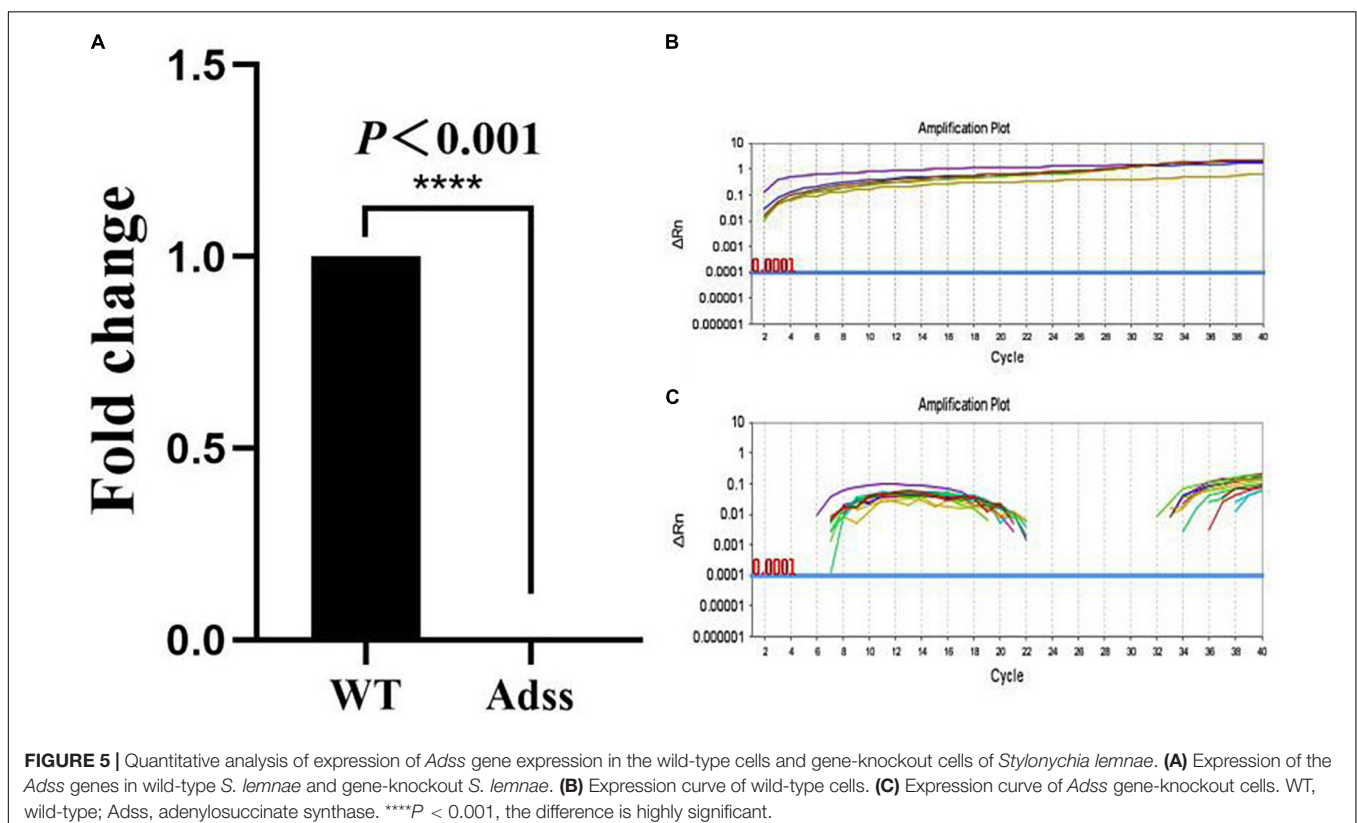 A
1.5
1.0
0.5
0.0
Fold change
P<0.001
****
WT
Adss
B
Amplification Plot
10
1
0.1
0.01
0.001
0.0001
0.00001
0.000001
ΔRn
0.0001
2 4 6 8 10 12 14 16 18 20 22 24 26 28 30 32 34 36 38 40
Cycle
C
Amplification Plot
10
1
0.1
0.01
0.001
0.0001
0.00001
0.000001
ΔRn
0.0001
2 4 6 8 10 12 14 16 18 20 22 24 26 28 30 32 34 36 38 40
Cycle
FIGURE 5 | Quantitative analysis of expression of Adss gene expression in the wild-type cells and gene-knockout cells of Stylonychia lemnae. (A) Expression of the
Adss genes in wild-type S. lemnae and gene-knockout S. lemnae. (B) Expression curve of wild-type cells. (C) Expression curve of Adss gene-knockout cells. WT,
wild-type; Adss, adenylosuccinate synthase. ****P < 0.001, the difference is highly significant.